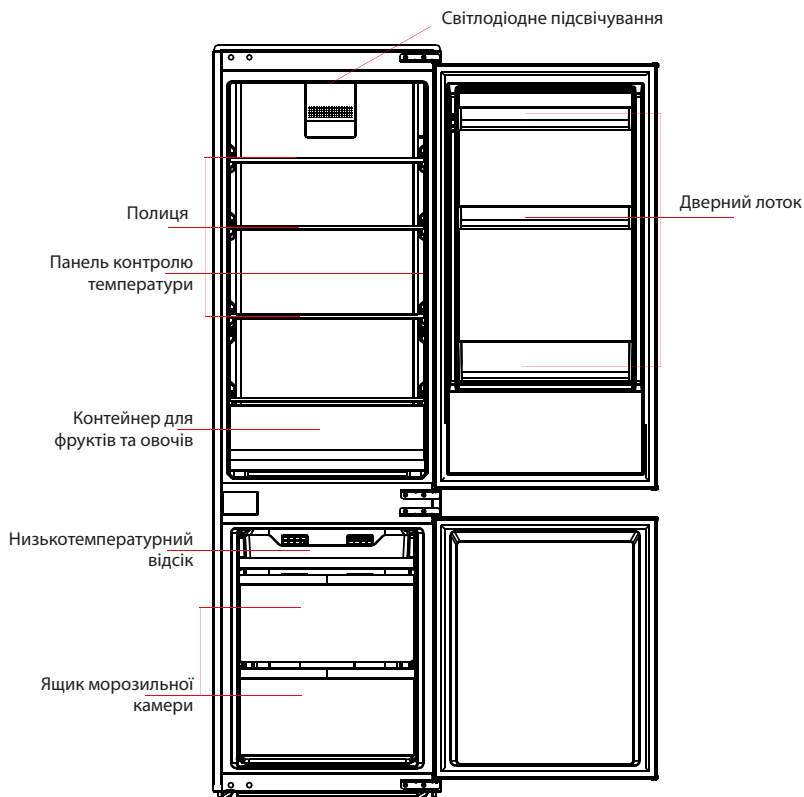 Світлодіодне підсвічування
Дверний лоток
Полиця
Панель контролю
температури
Контейнер для
фруктів та овочів
Низькотемпературний
відсік
Ящик морозильної
камери